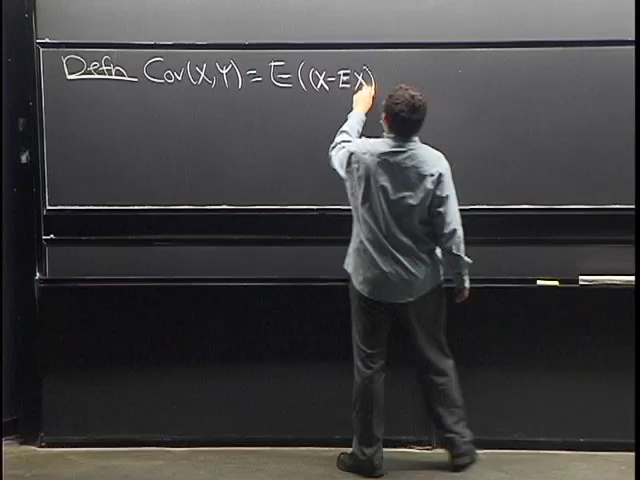 Defn Cov(X,Y) = E((X-EX)